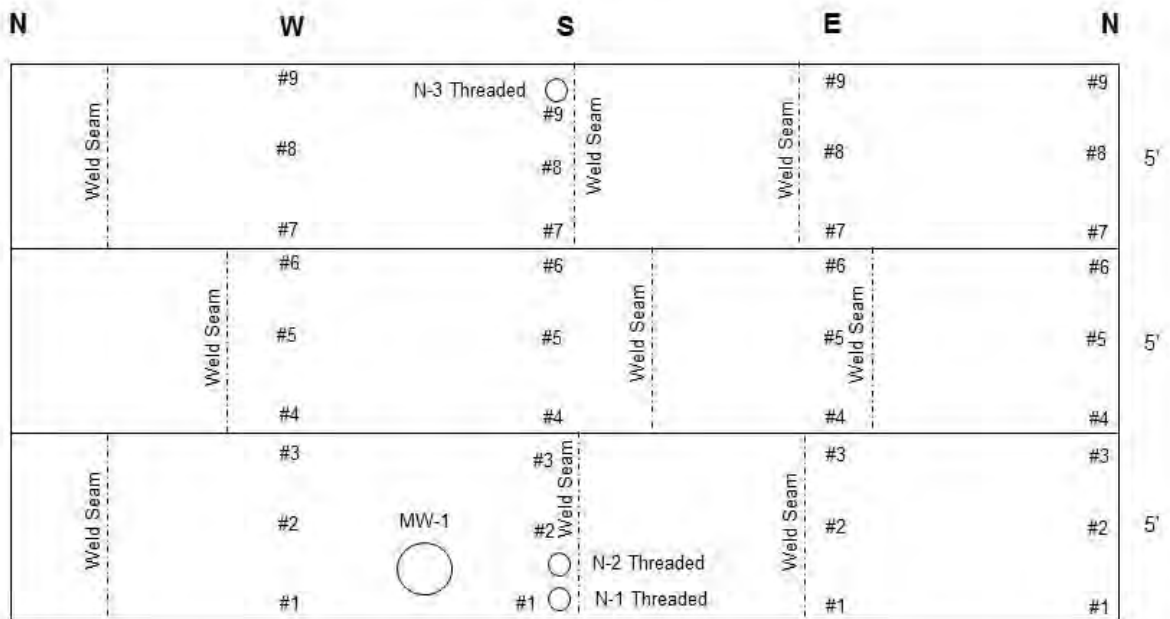 N W S E N
#9 N-3 Threaded #9 #9
#9
Weld Seam #8 #8 Weld Seam Weld Seam #8 #8 5'
#7 #7 #7 #7
#6 #6 #6 #6
Weld Seam #5 #5 Weld Seam #5 Weld Seam #5 5'
#4 #4 #4 #4
#3 #3 #3 #3
Weld Seam #2 MW-1 #2 Weld Seam Weld Seam #2 #2 5'
N-2 Threaded
#1 #1 N-1 Threaded #1 #1